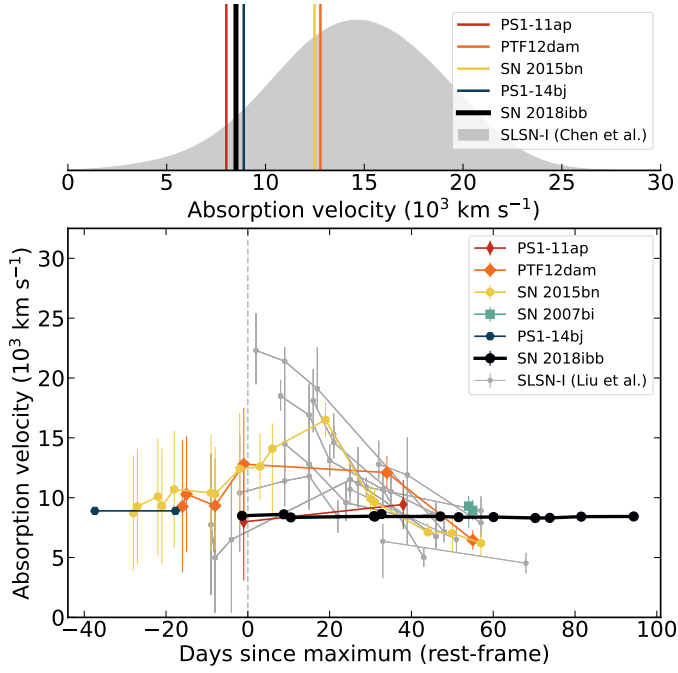 PS1-11ap
PTF12dam
SN 2015bn
PS1-14bj
SN 2018ibb
SLSN-I (Chen et al.)
0 5 10 15 20 25 30
Absorption velocity (10³ km s⁻¹)
Absorption velocity (10³ km s⁻¹)
30
25
20
15
10
5
0
PS1-11ap
PTF12dam
SN 2015bn
SN 2007bi
PS1-14bj
SN 2018ibb
SLSN-I (Liu et al.)
−40 −20 0 20 40 60 80 100
Days since maximum (rest-frame)